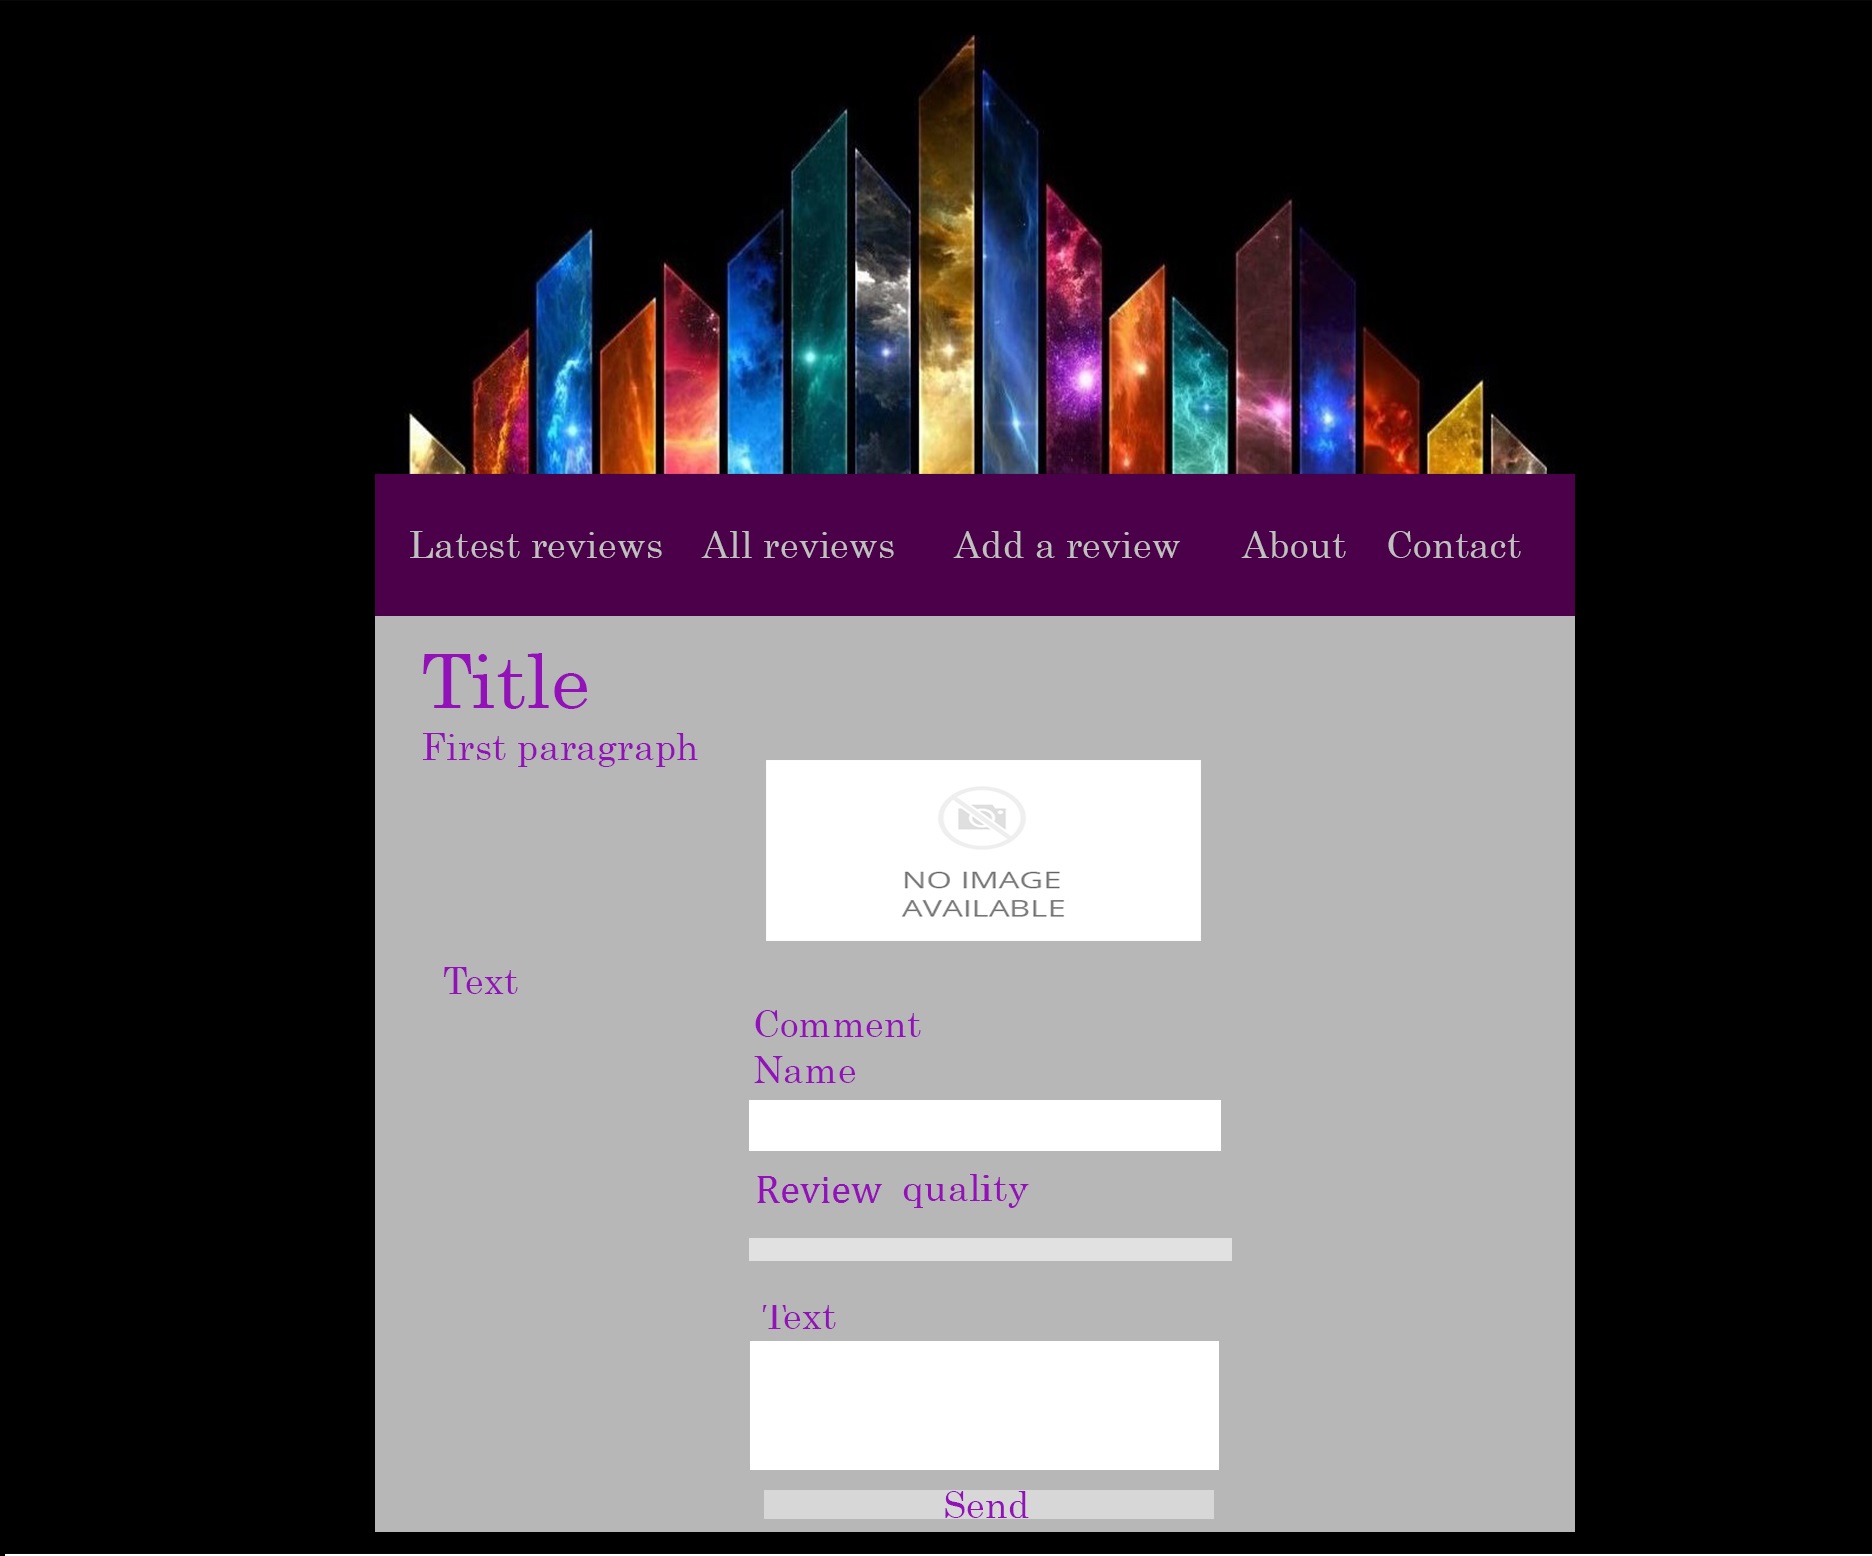 Latest reviews All reviews Add a review About Contact
Title
First paragraph
NO IMAGE
AVAILABLE
Text
Comment
Name
Review quality
Text
Send